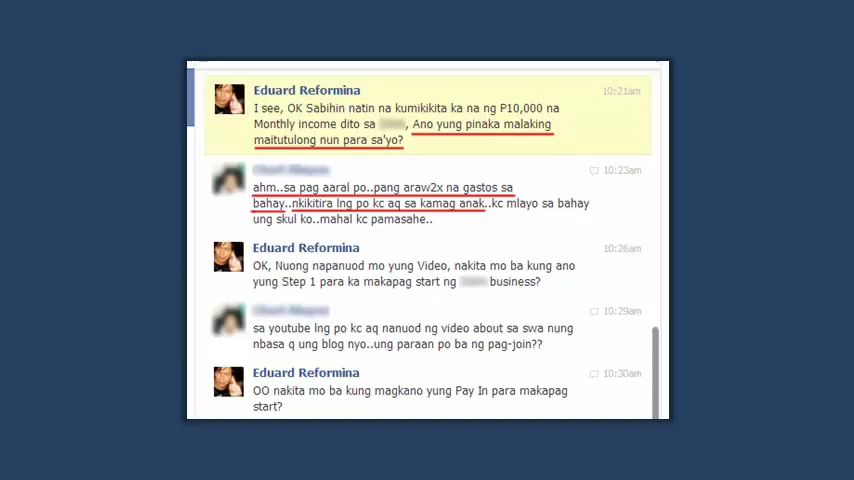 Eduard Reformina
10:21am
I see, OK Sabihin natin na kumikikita ka na ng P10,000 na
Monthly income dito sa , Ano yung pinaka malaking
maitutulong nun para sa'yo?
10:23am
ahm..sa pag aaral po..pang araw2x na gastos sa
bahay..nkikitira lng po kc aq sa kamag anak..kc mlayo sa bahay
ung skul ko..mahal kc pamasahe..
Eduard Reformina
10:26am
OK, Nuong napanuod mo yung Video, nakita mo ba kung ano
yung Step 1 para ka makapag start ng business?
10:29am
sa youtube lng po kc aq nanuod ng video about sa swa nung
nbasa q ung blog nyo..ung paraan po ba ng pag-join??
Eduard Reformina
10:30am
OO nakita mo ba kung magkano yung Pay In para makapag
start?